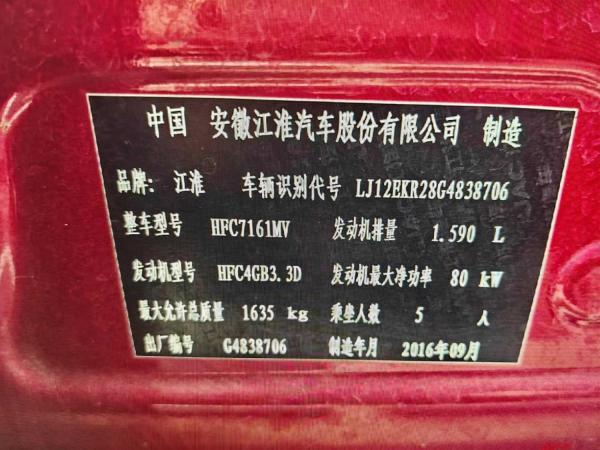 中国 安徽江淮汽车股份有限公司 制造
品牌: 江淮 车辆识别代号 LJ12EKR28G4838706
整车型号 HFC7161MV 发动机排量 1.590 L
发动机型号 HFC4GB3.3D 发动机最大净功率 80 kW
最大允许总质量 1635 kg 乘坐人数 5 人
出厂编号 G4838706 制造年月 2016年09月